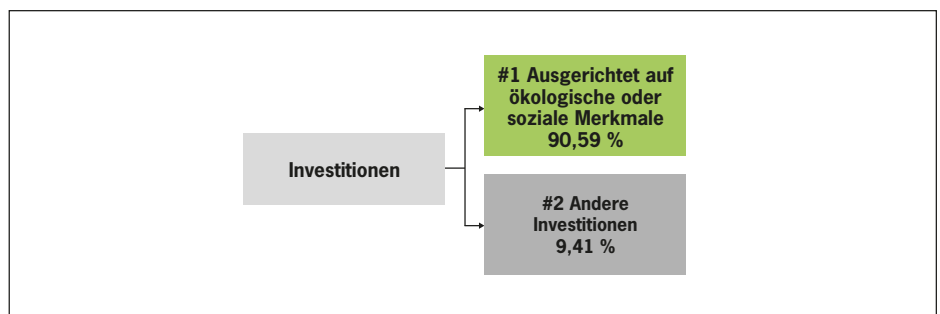 Investitionen
#1 Ausgerichtet auf
ökologische oder
soziale Merkmale
90,59 %
#2 Andere
Investitionen
9,41 %